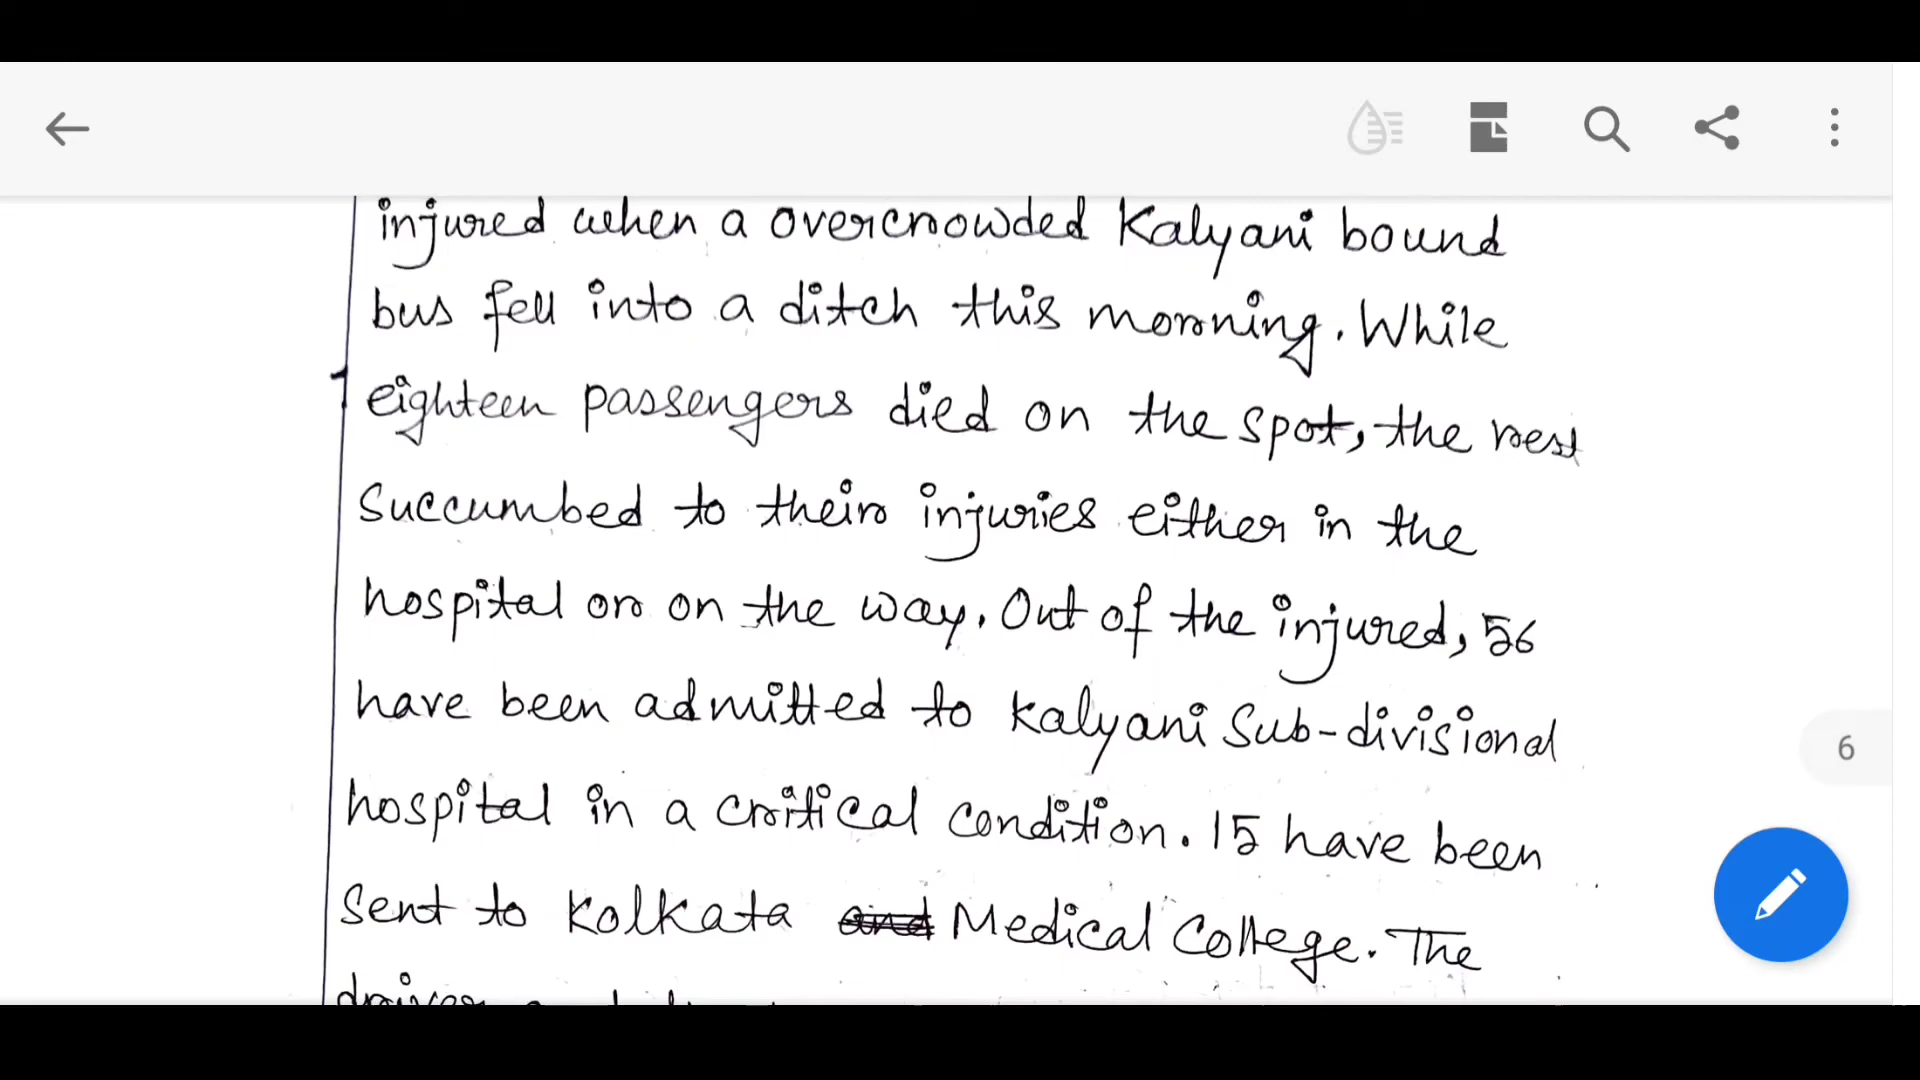 injured when a overcrowded Kalyani bound
bus fell into a ditch this morning. While
eighteen passengers died on the spot, the rest
succumbed to their injuries either in the
hospital or on the way. Out of the injured, 56
have been admitted to Kalyani Sub-divisional
hospital in a critical condition. 15 have been
6
Sent to Kolkata and Medical College. The
driver